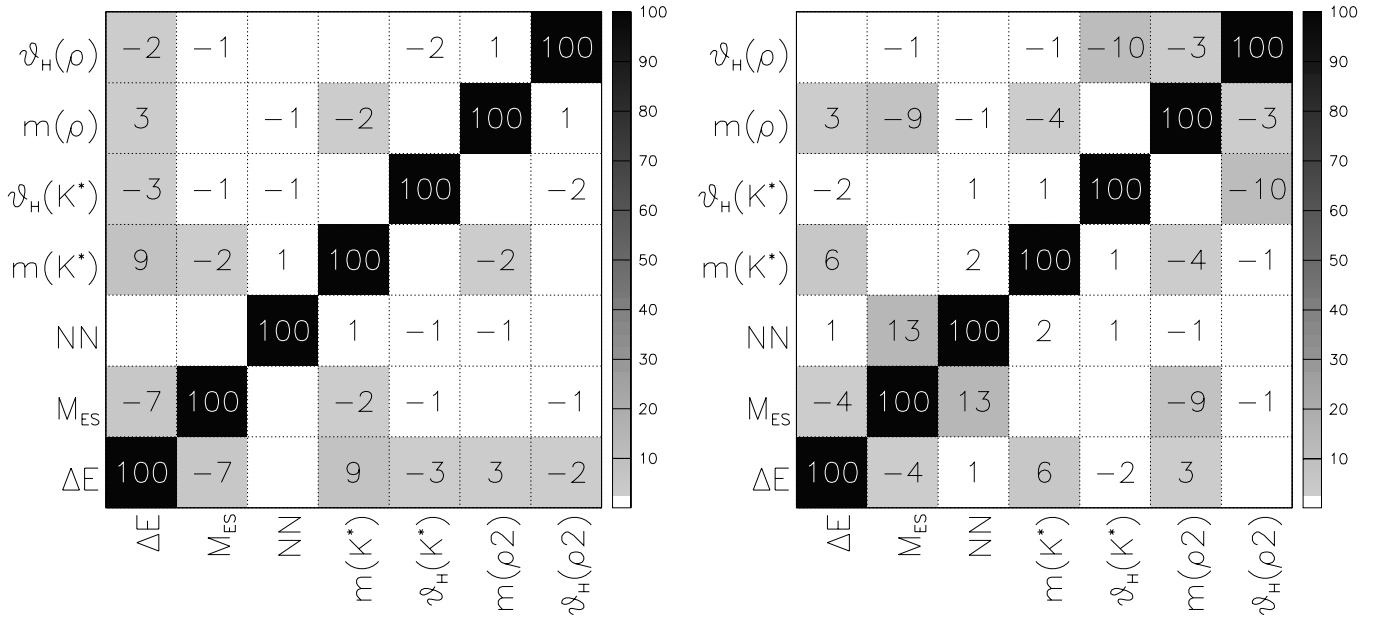 ϑH(ρ) −2 −1 −2 1 100
m(ρ) 3 −1 −2 100 1
ϑH(K*) −3 −1 −1 100 −2
m(K*) 9 −2 1 100 −2
NN 100 1 −1 −1
MES −7 100 −2 −1 −1
ΔE 100 −7 9 −3 3 −2
ΔE MES NN m(K*) ϑH(K*) m(ρ2) ϑH(ρ2)
100
90
80
70
60
50
40
30
20
10
ϑH(ρ) −1 −1 −10 −3 100
m(ρ) 3 −9 −1 −4 100 −3
ϑH(K*) −2 1 1 100 −10
m(K*) 6 2 100 1 −4 −1
NN 1 13 100 2 1 −1
MES −4 100 13 −9 −1
ΔE 100 −4 1 6 −2 3
ΔE MES NN m(K*) ϑH(K*) m(ρ2) ϑH(ρ2)
100
90
80
70
60
50
40
30
20
10